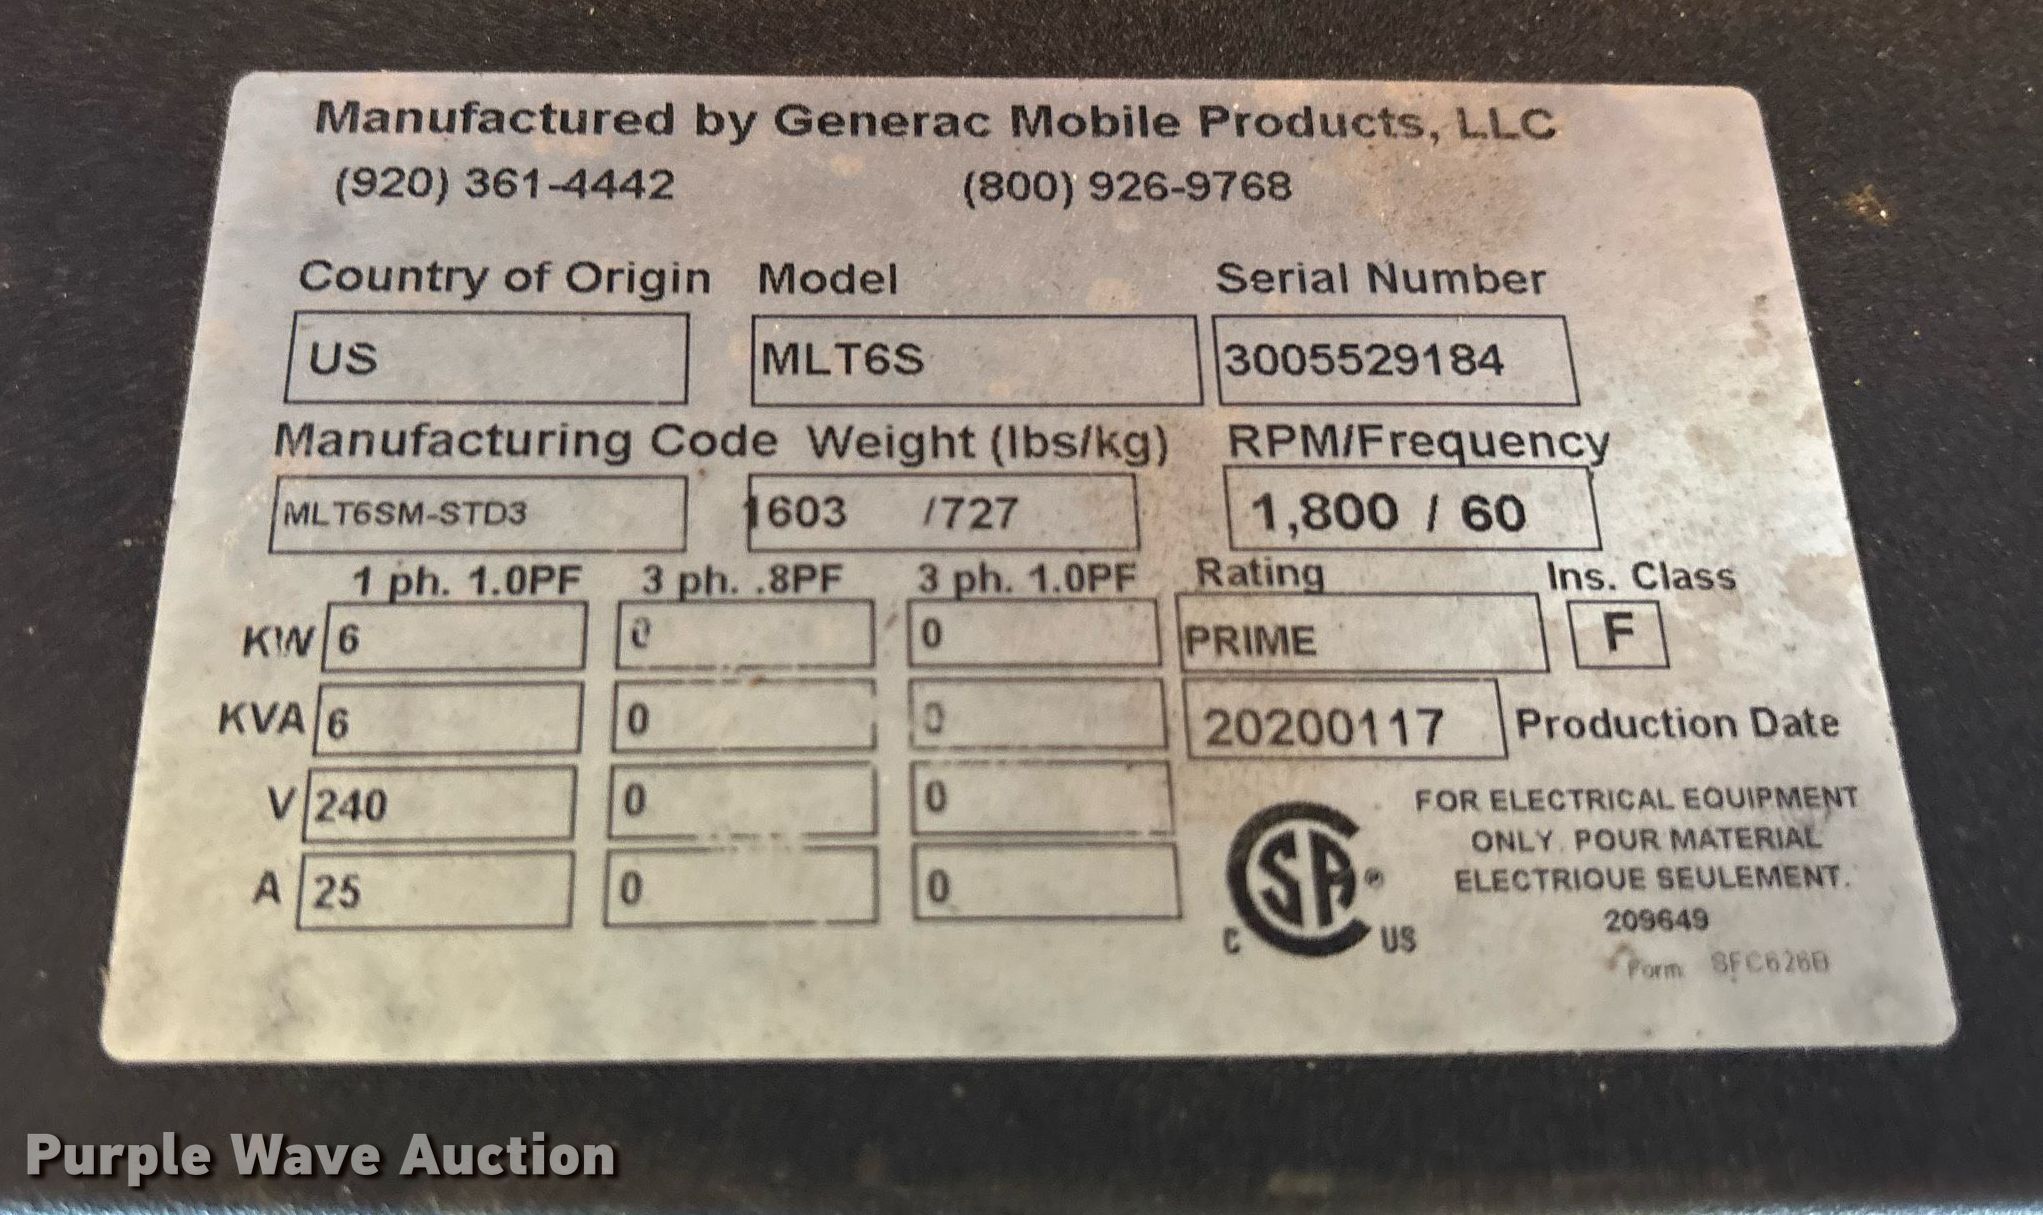 Manufactured by Generac Mobile Products, LLC
(920) 361-4442 (800) 926-9768
Country of Origin Model Serial Number
US MLT6S 3005529184
Manufacturing Code Weight (lbs/kg) RPM/Frequency
MLT6SM-STD3 1603 /727 1,800 / 60
1 ph. 1.0PF 3 ph. .8PF 3 ph. 1.0PF Rating Ins. Class
KW 6 0 0 PRIME F
KVA 6 0 0 20200117 Production Date
V 240 0 0
A 25 0 0
FOR ELECTRICAL EQUIPMENT
ONLY. POUR MATERIAL
ELECTRIQUE SEULEMENT.
209649
C SA ® US
Form SFC626B
Purple Wave Auction